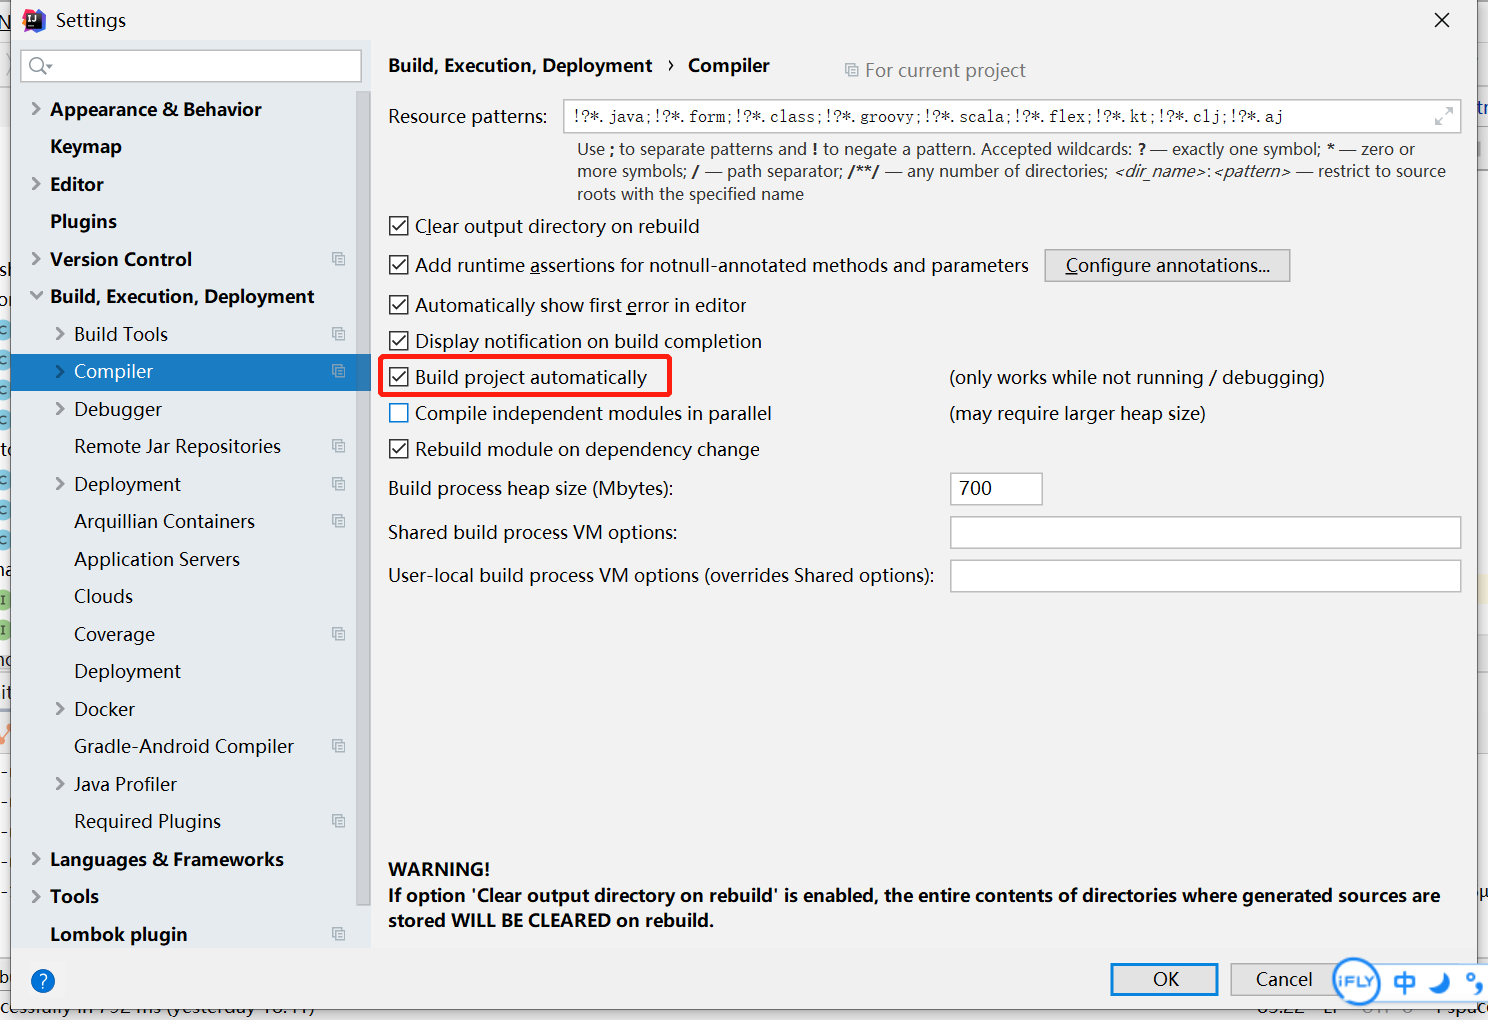 Settings
Build, Execution, Deployment › Compiler
For current project
Appearance & Behavior
Keymap
Editor
Plugins
Version Control
Build, Execution, Deployment
Build Tools
Compiler
Debugger
Remote Jar Repositories
Deployment
Arquillian Containers
Application Servers
Clouds
Coverage
Deployment
Docker
Gradle-Android Compiler
Java Profiler
Required Plugins
Languages & Frameworks
Tools
Lombok plugin
Resource patterns: !?*.java;!?*.form;!?*.class;!?*.groovy;!?*.scala;!?*.flex;!?*.kt;!?*.clj;!?*.aj
Use ; to separate patterns and ! to negate a pattern. Accepted wildcards: ? — exactly one symbol; * — zero or
more symbols; / — path separator; /**/ — any number of directories; <dir_name>:<pattern> — restrict to source
roots with the specified name
Clear output directory on rebuild
Add runtime assertions for notnull-annotated methods and parameters Configure annotations...
Automatically show first error in editor
Display notification on build completion
Build project automatically (only works while not running / debugging)
Compile independent modules in parallel (may require larger heap size)
Rebuild module on dependency change
Build process heap size (Mbytes): 700
Shared build process VM options:
User-local build process VM options (overrides Shared options):
WARNING!
If option 'Clear output directory on rebuild' is enabled, the entire contents of directories where generated sources are
stored WILL BE CLEARED on rebuild.
?
OK
Cancel
iFLY
中